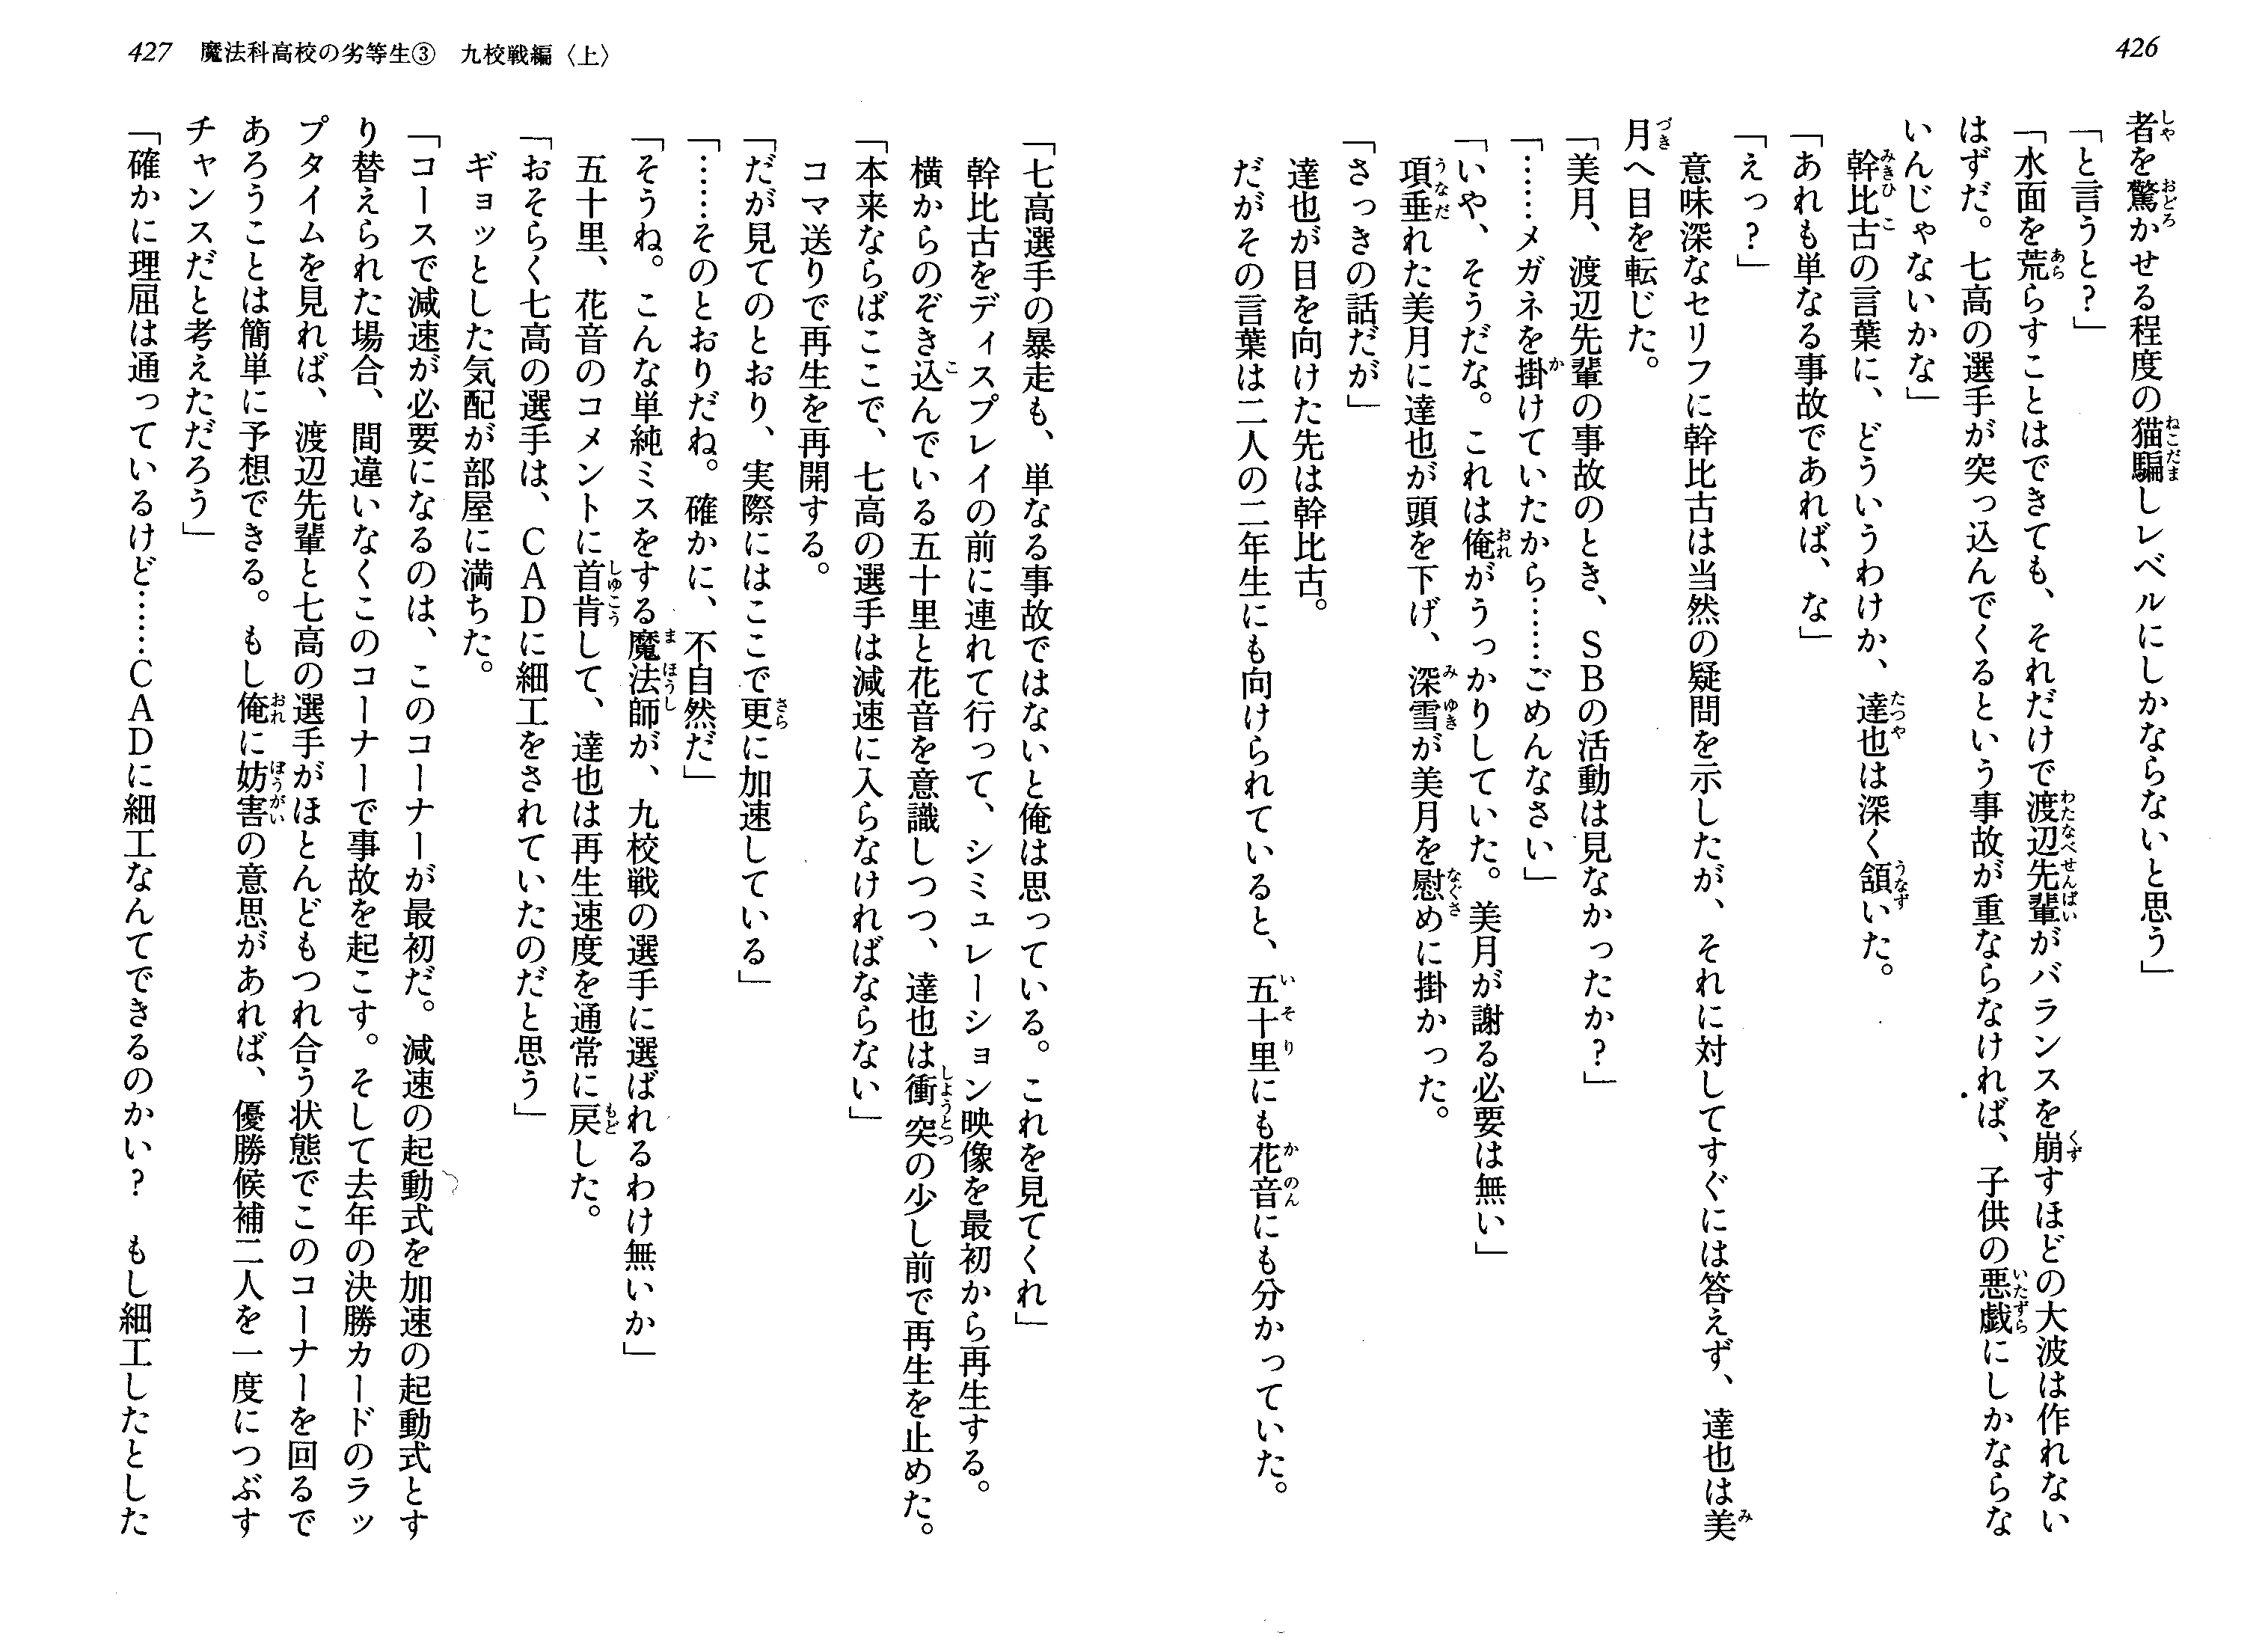 426
者を驚かせる程度の猫騙しレベルにしかならないと思う」
「と言うと？」
「水面を荒らすことはできても、それだけで渡辺先輩がバランスを崩すほどの大波は作れない
はずだ。七高の選手が突っ込んでくるという事故が重ならなければ、子供の悪戯にしかならな
いんじゃないかな」
幹比古の言葉に、どういうわけか、達也は深く頷いた。
「あれも単なる事故であれば、な」
「えっ？」
意味深なセリフに幹比古は当然の疑問を示したが、それに対してすぐには答えず、達也は美
月へ目を転じた。
「美月、渡辺先輩の事故のとき、ＳＢの活動は見なかったか？」
「……メガネを掛けていたから……ごめんなさい」
「いや、そうだな。これは俺がうっかりしていた。美月が謝る必要は無い」
項垂れた美月に達也が頭を下げ、深雪が美月を慰めに掛かった。
「さっきの話だが」
達也が目を向けた先は幹比古。
だがその言葉は二人の二年生にも向けられていると、五十里にも花音にも分かっていた。
427 魔法科高校の劣等生③ 九校戦編〈上〉
「七高選手の暴走も、単なる事故ではないと俺は思っている。これを見てくれ」
幹比古をディスプレイの前に連れて行って、シミュレーション映像を最初から再生する。
横からのぞき込んでいる五十里と花音を意識しつつ、達也は衝突の少し前で再生を止めた。
「本来ならばここで、七高の選手は減速に入らなければならない」
コマ送りで再生を再開する。
「だが見てのとおり、実際にはここで更に加速している」
「……そのとおりだね。確かに、不自然だ」
「そうね。こんな単純ミスをする魔法師が、九校戦の選手に選ばれるわけ無いか」
五十里、花音のコメントに首肯して、達也は再生速度を通常に戻した。
「おそらく七高の選手は、ＣＡＤに細工をされていたのだと思う」
ギョッとした気配が部屋に満ちた。
「コースで減速が必要になるのは、このコーナーが最初だ。減速の起動式を加速の起動式とす
り替えられた場合、間違いなくこのコーナーで事故を起こす。そして去年の決勝カードのラッ
プタイムを見れば、渡辺先輩と七高の選手がほとんどもつれ合う状態でこのコーナーを回るで
あろうことは簡単に予想できる。もし俺に妨害の意思があれば、優勝候補二人を一度につぶす
チャンスだと考えただろう」
「確かに理屈は通っているけど……ＣＡＤに細工なんてできるのかい？　もし細工したとした